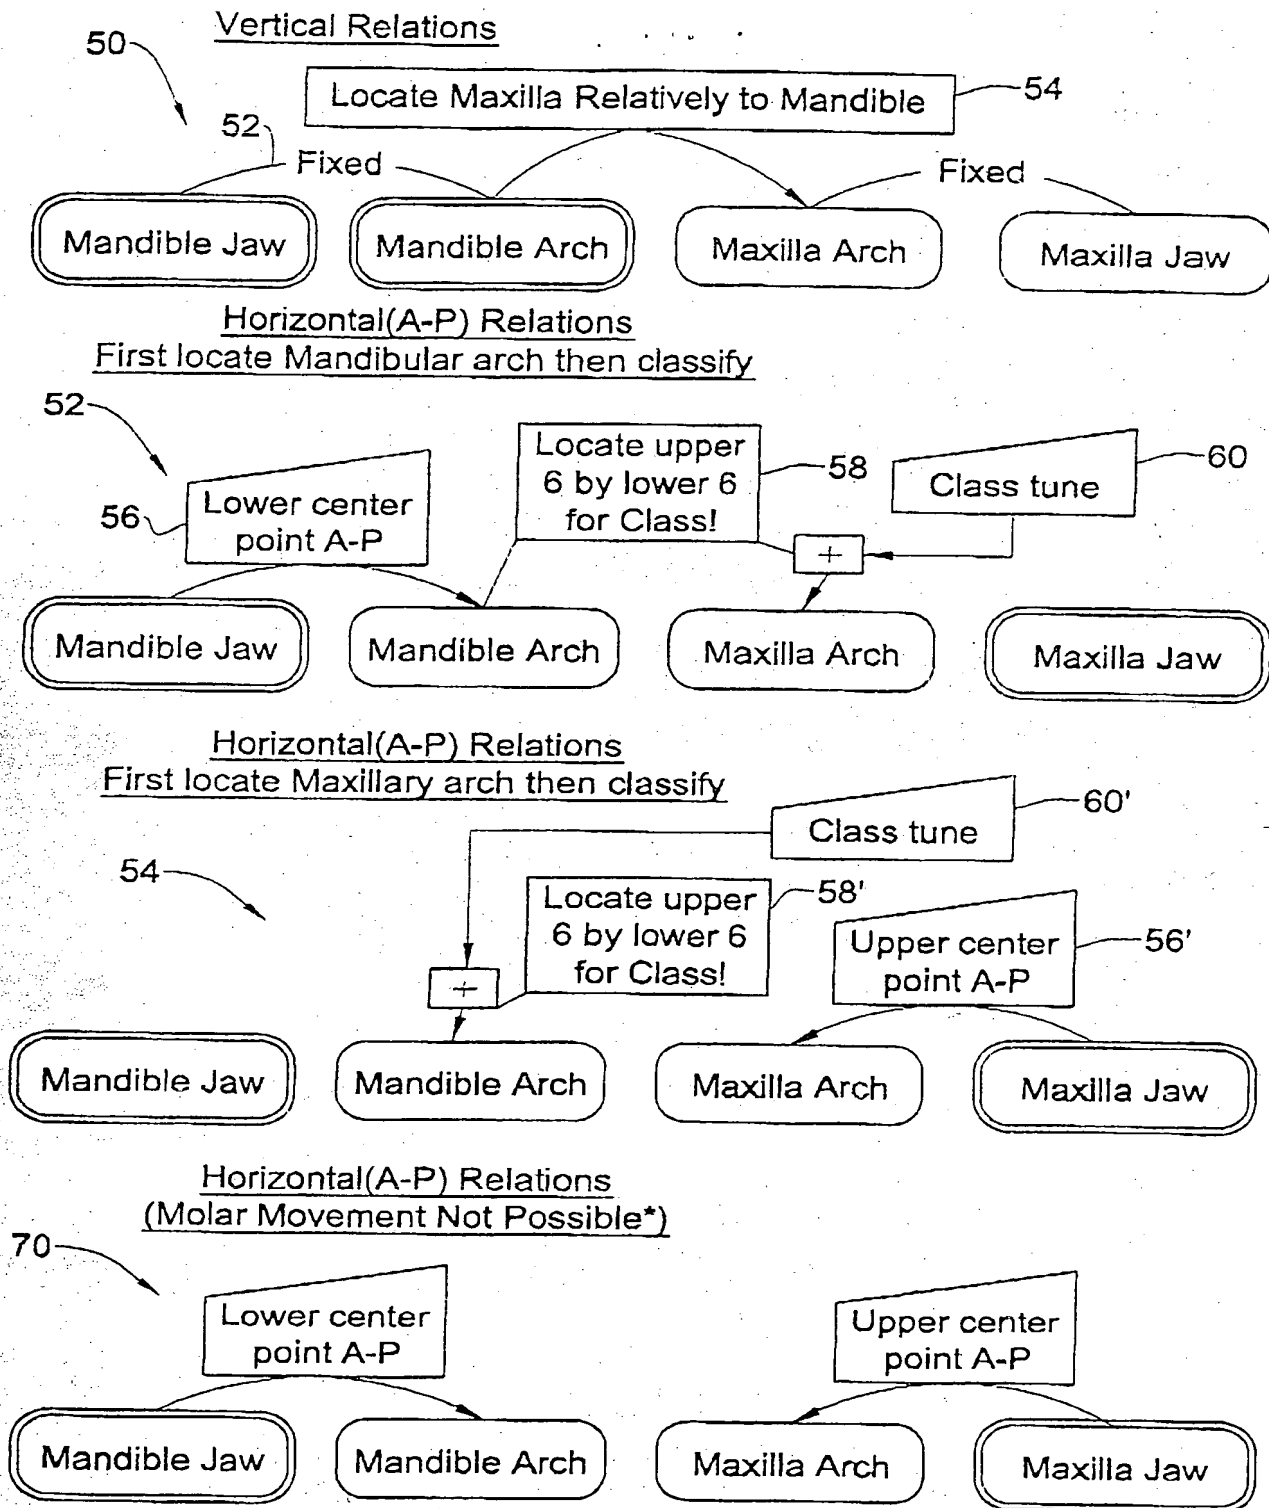 Vertical Relations
50
Locate Maxilla Relatively to Mandible
54
52
Fixed
Fixed
Mandible Jaw
Mandible Arch
Maxilla Arch
Maxilla Jaw
Horizontal(A-P) Relations
First locate Mandibular arch then classify
52
Lower center
point A-P
56
Locate upper
6 by lower 6
for Class!
58
Class tune
60
+
Mandible Jaw
Mandible Arch
Maxilla Arch
Maxilla Jaw
Horizontal(A-P) Relations
First locate Maxillary arch then classify
Class tune
60'
54
Locate upper
6 by lower 6
for Class!
58'
Upper center
point A-P
56'
+
Mandible Jaw
Mandible Arch
Maxilla Arch
Maxilla Jaw
Horizontal(A-P) Relations
(Molar Movement Not Possible*)
70
Lower center
point A-P
Upper center
point A-P
Mandible Jaw
Mandible Arch
Maxilla Arch
Maxilla Jaw